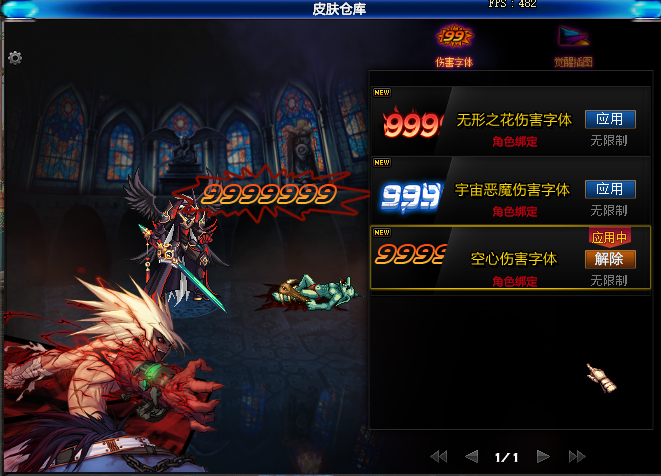 皮肤仓库
FPS : 482
99
伤害字体
觉醒插图
NEW
9999
无形之花伤害字体
应用
角色绑定
无限制
9999999
NEW
999
宇宙恶魔伤害字体
应用
角色绑定
无限制
NEW
9999
空心伤害字体
应用中
解除
角色绑定
无限制
1/1